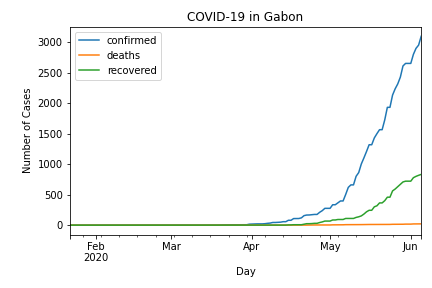 COVID-19 in Gabon
confirmed
deaths
recovered
Number of Cases
3000
2500
2000
1500
1000
500
0
Feb
2020
Mar
Apr
May
Jun
Day